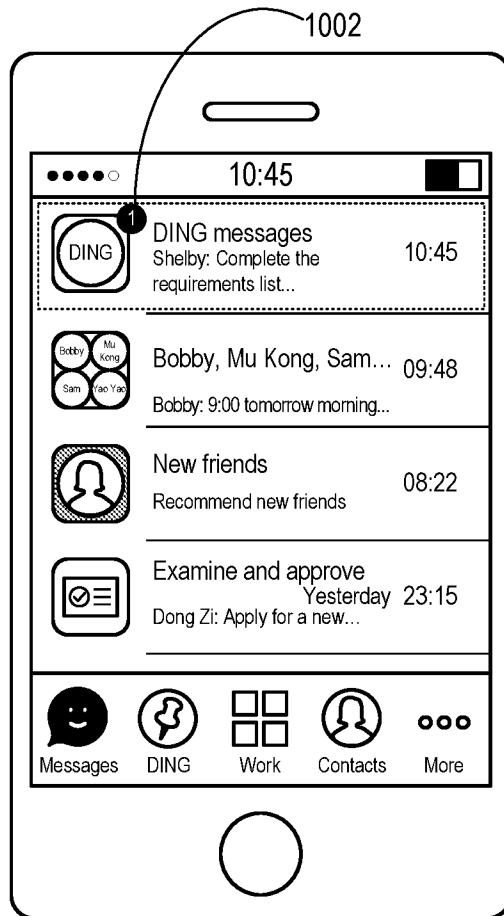 1002
10:45
1
DING
DING messages
10:45
Shelby: Complete the
requirements list...
Bobby
Mu
Kong
Sam
Yao Yao
Bobby, Mu Kong, Sam...
09:48
Bobby: 9:00 tomorrow morning...
New friends
08:22
Recommend new friends
Examine and approve
Yesterday 23:15
Dong Zi: Apply for a new...
Messages
DING
Work
Contacts
More